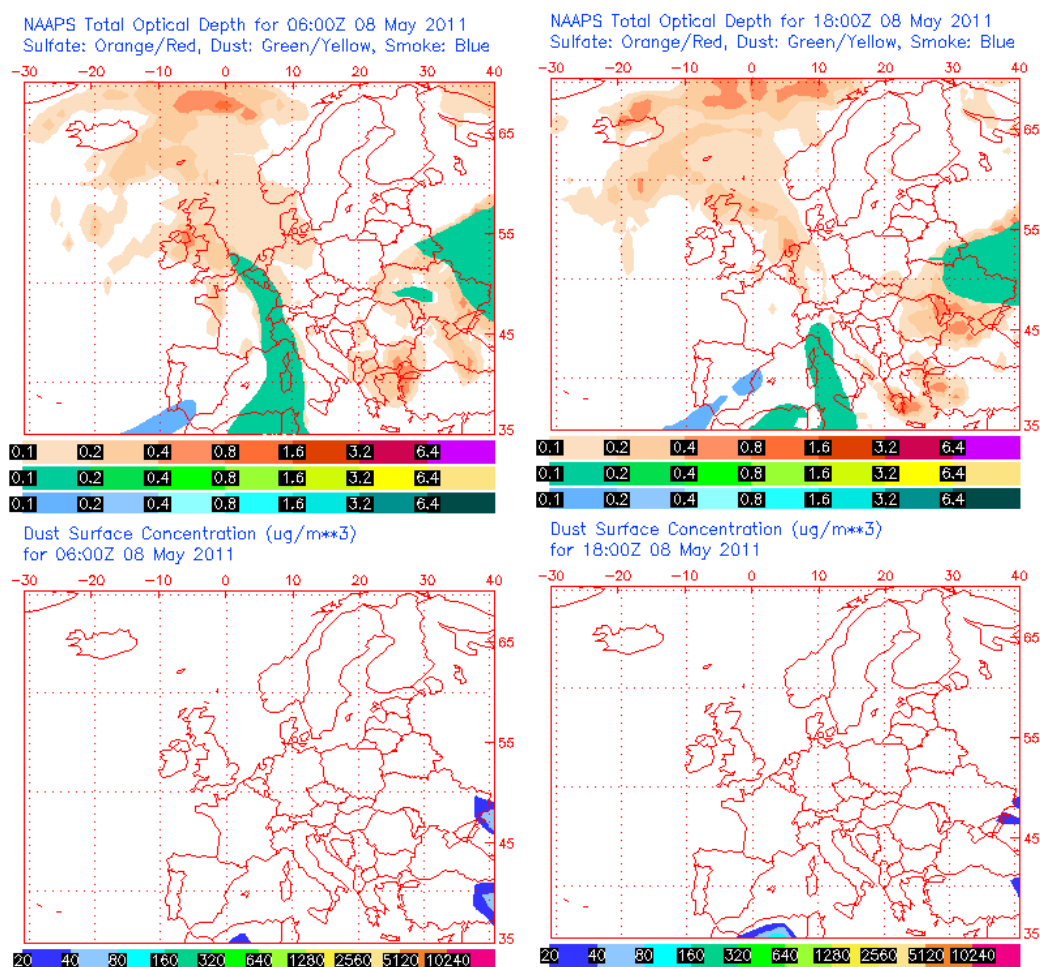 NAAPS Total Optical Depth for 06:00Z 08 May 2011
Sulfate: Orange/Red, Dust: Green/Yellow, Smoke: Blue
-30 -20 -10 0 10 20 30 40
65
55
45
35
0.1 0.2 0.4 0.8 1.6 3.2 6.4
0.1 0.2 0.4 0.8 1.6 3.2 6.4
0.1 0.2 0.4 0.8 1.6 3.2 6.4
NAAPS Total Optical Depth for 18:00Z 08 May 2011
Sulfate: Orange/Red, Dust: Green/Yellow, Smoke: Blue
-30 -20 -10 0 10 20 30 40
65
55
45
35
0.1 0.2 0.4 0.8 1.6 3.2 6.4
0.1 0.2 0.4 0.8 1.6 3.2 6.4
0.1 0.2 0.4 0.8 1.6 3.2 6.4
Dust Surface Concentration (ug/m**3)
for 06:00Z 08 May 2011
-30 -20 -10 0 10 20 30 40
65
55
45
35
20 40 80 160 320 640 1280 2560 5120 10240
Dust Surface Concentration (ug/m**3)
for 18:00Z 08 May 2011
-30 -20 -10 0 10 20 30 40
65
55
45
35
20 40 80 160 320 640 1280 2560 5120 10240